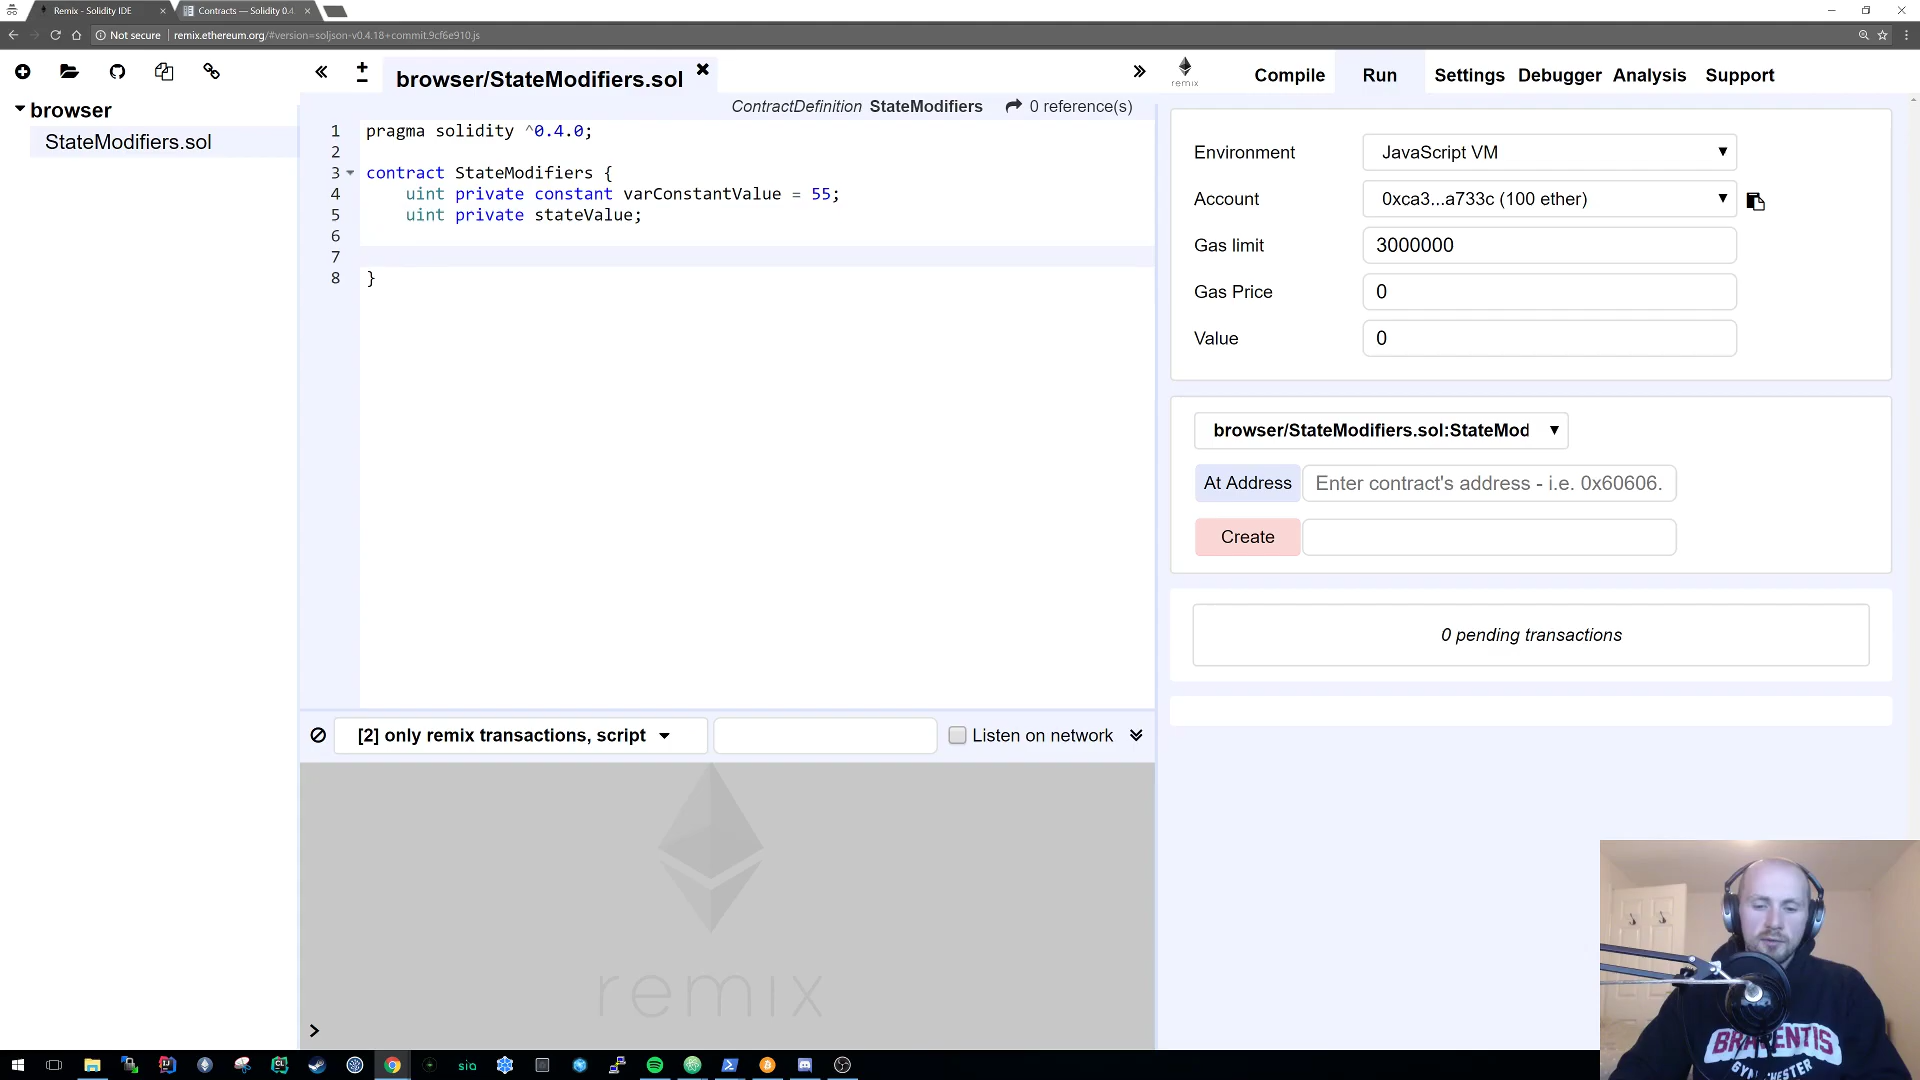 Remix - Solidity IDE
Contracts — Solidity 0.4
Not secure
remix.ethereum.org/#version=soljson-v0.4.18+commit.9cf6e910.js
browser
StateModifiers.sol
browser/StateModifiers.sol
ContractDefinition StateModifiers 0 reference(s)
1 pragma solidity ^0.4.0;
2
3 contract StateModifiers {
4 uint private constant varConstantValue = 55;
5 uint private stateValue;
6
7
8 }
[2] only remix transactions, script
Listen on network
remix
>
remix
Compile
Run
Settings
Debugger
Analysis
Support
Environment
JavaScript VM
Account
0xca3...a733c (100 ether)
Gas limit
3000000
Gas Price
0
Value
0
browser/StateModifiers.sol:StateMod
At Address
Enter contract's address - i.e. 0x60606.
Create
0 pending transactions
sia